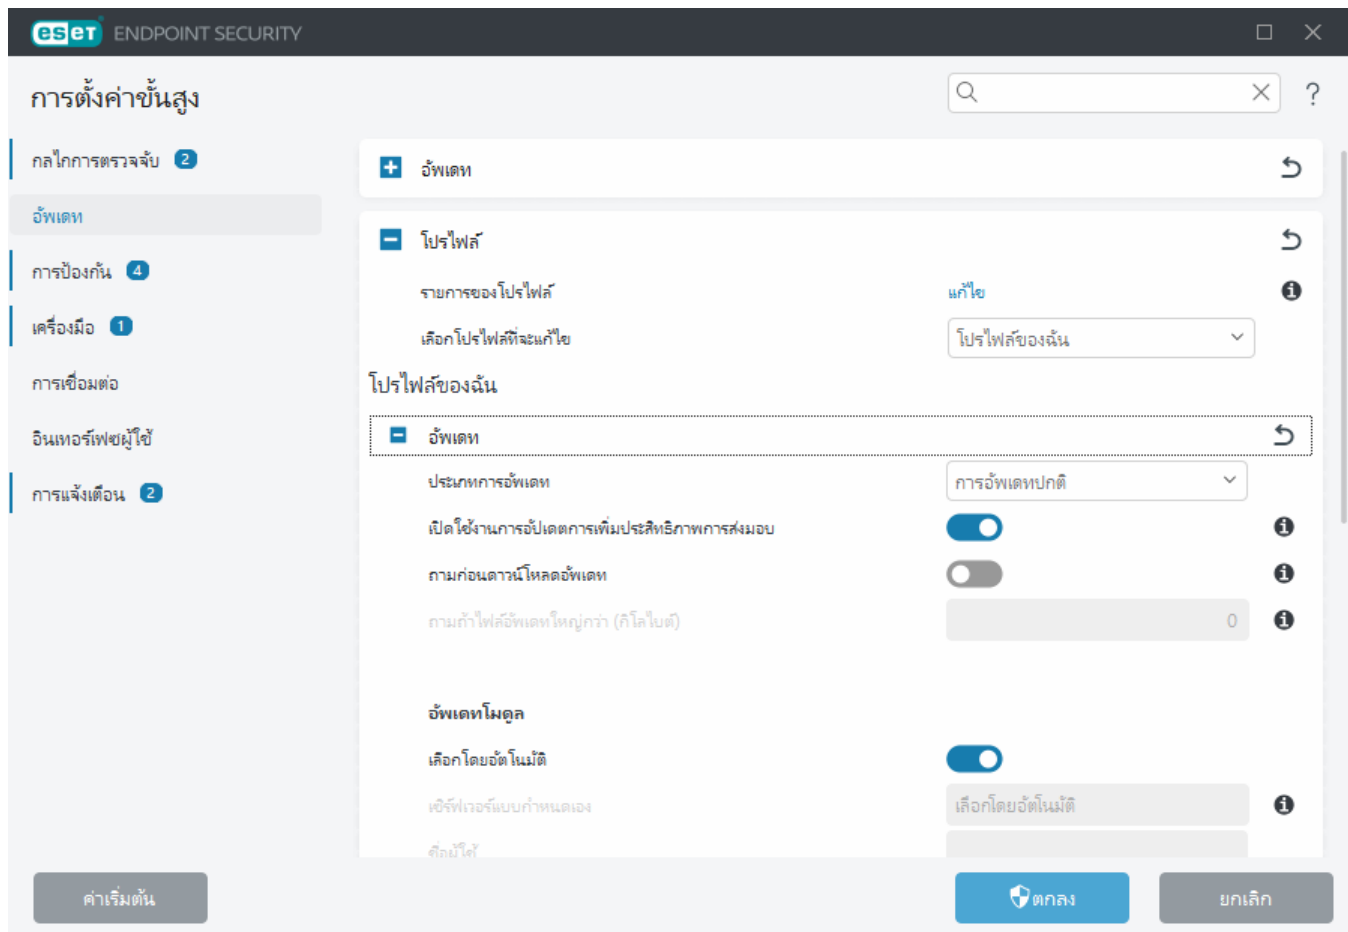 eset ENDPOINT SECURITY
การตั้งค่าขั้นสูง
?
กลไกการตรวจจับ 2
อัพเดท
การป้องกัน 4
เครื่องมือ 1
การเชื่อมต่อ
อินเทอร์เฟซผู้ใช้
การแจ้งเตือน 2
อัพเดท
โปรไฟล์
รายการของโปรไฟล์ แก้ไข
เลือกโปรไฟล์ที่จะแก้ไข โปรไฟล์ของฉัน
โปรไฟล์ของฉัน
อัพเดท
ประเภทการอัพเดท การอัพเดทปกติ
เปิดใช้งานการอัปเดตการเพิ่มประสิทธิภาพการส่งมอบ
ถามก่อนดาวน์โหลดอัพเดท
ถามถ้าไฟล์อัพเดทใหญ่กว่า (กิโลไบต์) 0
อัพเดทโมดูล
เลือกโดยอัตโนมัติ
เซิร์ฟเวอร์แบบกำหนดเอง เลือกโดยอัตโนมัติ
ชื่อผู้ใช้
ค่าเริ่มต้น ตกลง ยกเลิก